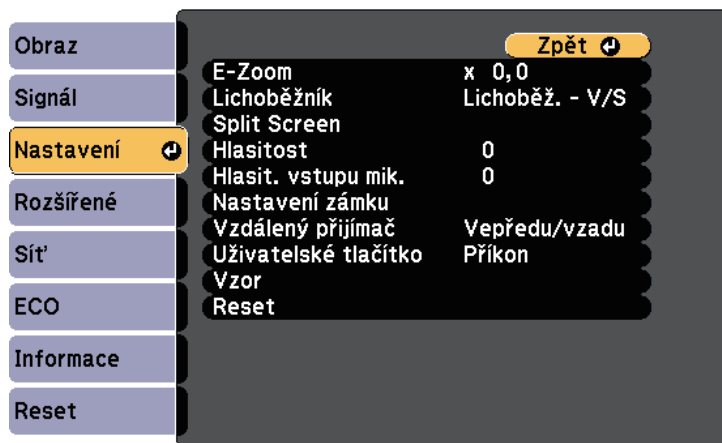 Obraz
Signál
Nastavení
Rozšířené
Síť
ECO
Informace
Reset
Zpět
E-Zoom x 0,0
Lichoběžník Lichoběž. - V/S
Split Screen
Hlasitost 0
Hlasit. vstupu mik. 0
Nastavení zámku
Vzdálený přijímač Vepředu/vzadu
Uživatelské tlačítko Příkon
Vzor
Reset